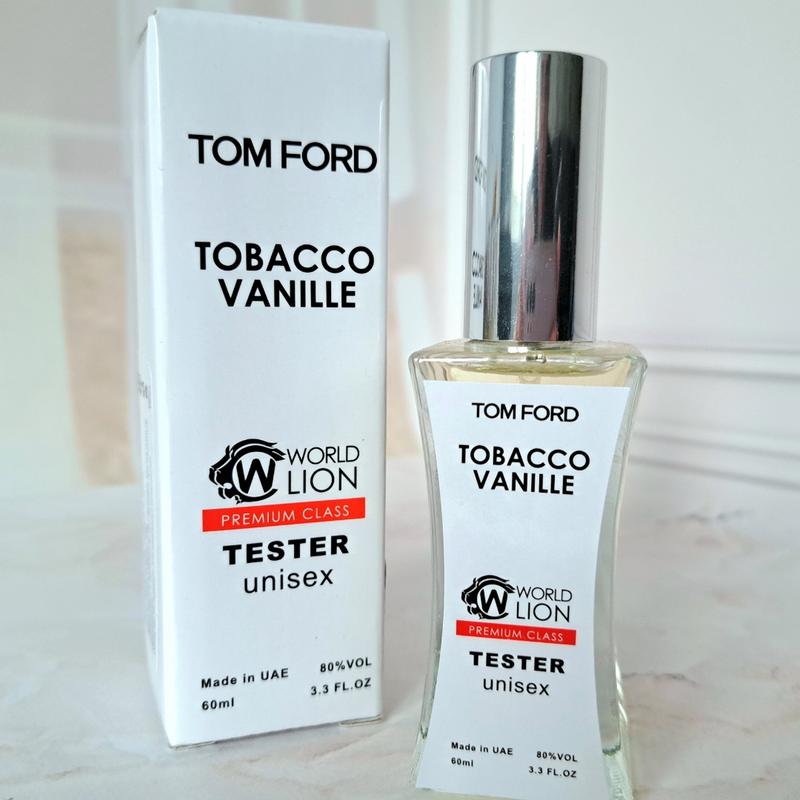 TOM FORD
TOBACCO
VANILLE
W
WORLD
LION
PREMIUM CLASS
TESTER
unisex
Made in UAE 80%VOL
60ml 3.3 FL.OZ
TOM FORD
TOBACCO
VANILLE
W
WORLD
LION
PREMIUM CLASS
TESTER
unisex
Made in UAE 80%VOL
60ml 3.3 FL.OZ